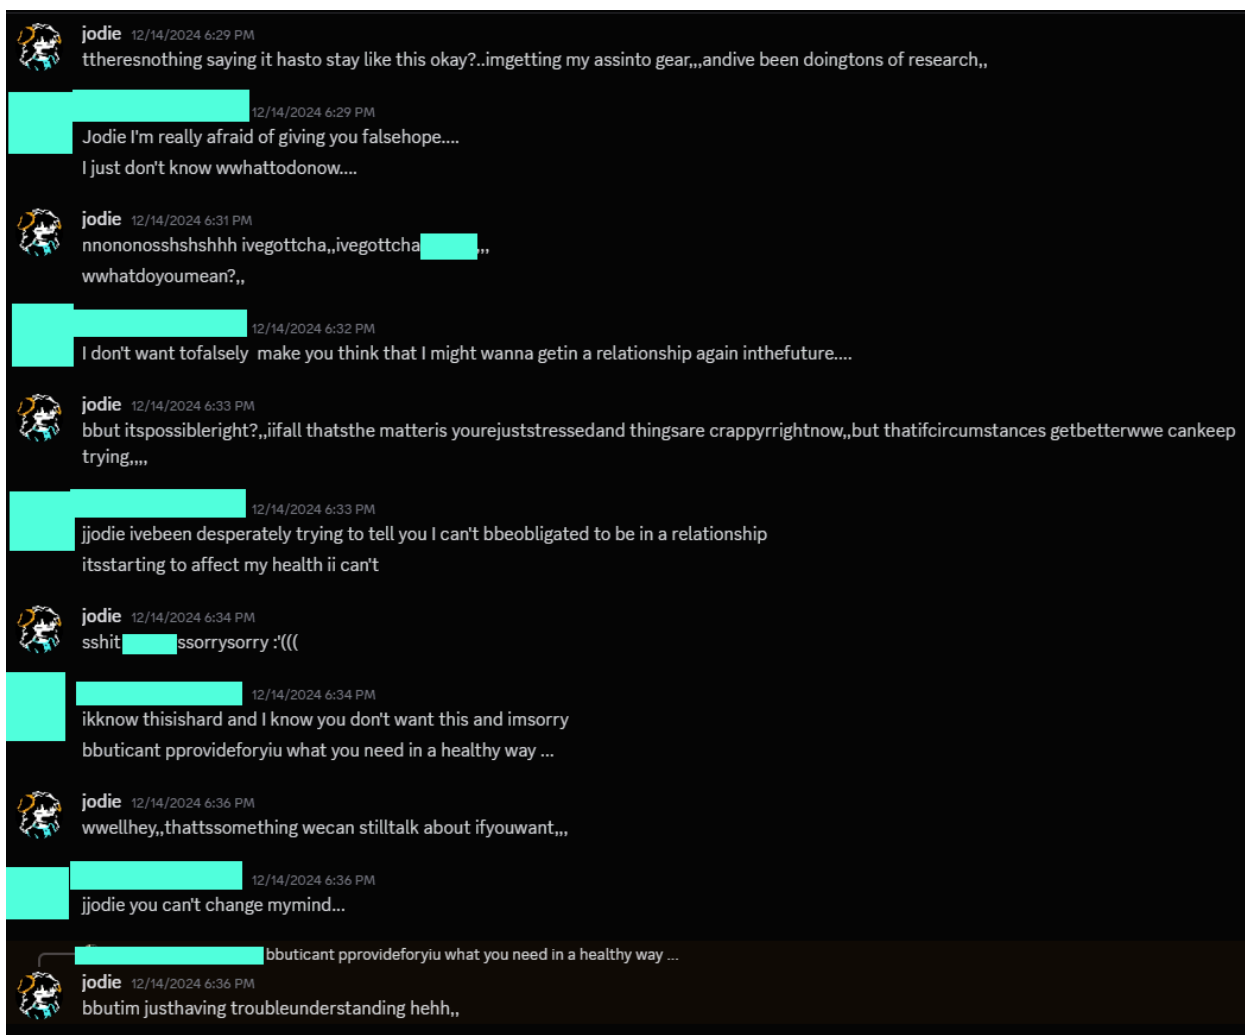 jodie 12/14/2024 6:29 PM
ttheresnothing saying it hasto stay like this okay?..imgetting my assinto gear,,,andive been doingtons of research,,
12/14/2024 6:29 PM
Jodie I'm really afraid of giving you falsehope....
I just don't know wwhattodonow....
jodie 12/14/2024 6:31 PM
nnononosshshshhh ivegottcha,,ivegottcha ,,,
wwhatdoyoumean?,,
12/14/2024 6:32 PM
I don't want tofalsely  make you think that I might wanna getin a relationship again inthefuture....
jodie 12/14/2024 6:33 PM
bbut itspossibleright?,,iifall thatsthe matteris yourejuststressedand thingsare crappyrrightnow,,but thatifcircumstances getbetterwwe cankeep
trying,,,,
12/14/2024 6:33 PM
jjodie ivebeen desperately trying to tell you I can't bbeobligated to be in a relationship
itsstarting to affect my health ii can't
jodie 12/14/2024 6:34 PM
sshit ssorrysorry :'(((
12/14/2024 6:34 PM
ikknow thisishard and I know you don't want this and imsorry
bbuticant pprovideforyiu what you need in a healthy way ...
jodie 12/14/2024 6:36 PM
wwellhey,,thattssomething wecan stilltalk about ifyouwant,,,
12/14/2024 6:36 PM
jjodie you can't change mymind...
bbuticant pprovideforyiu what you need in a healthy way ...
jodie 12/14/2024 6:36 PM
bbutim justhaving troubleunderstanding hehh,,